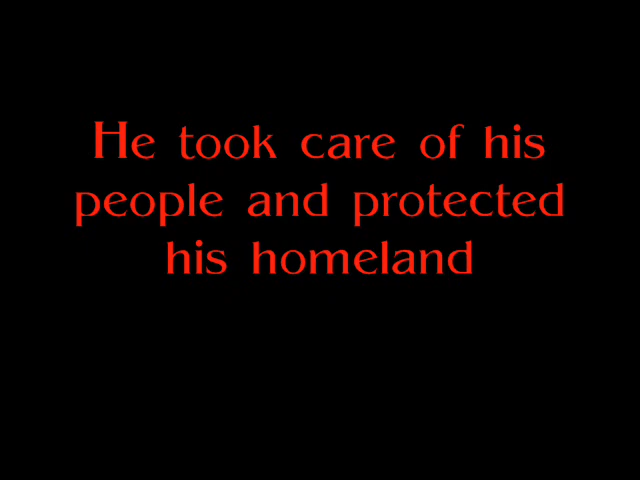 He took care of his
people and protected
his homeland